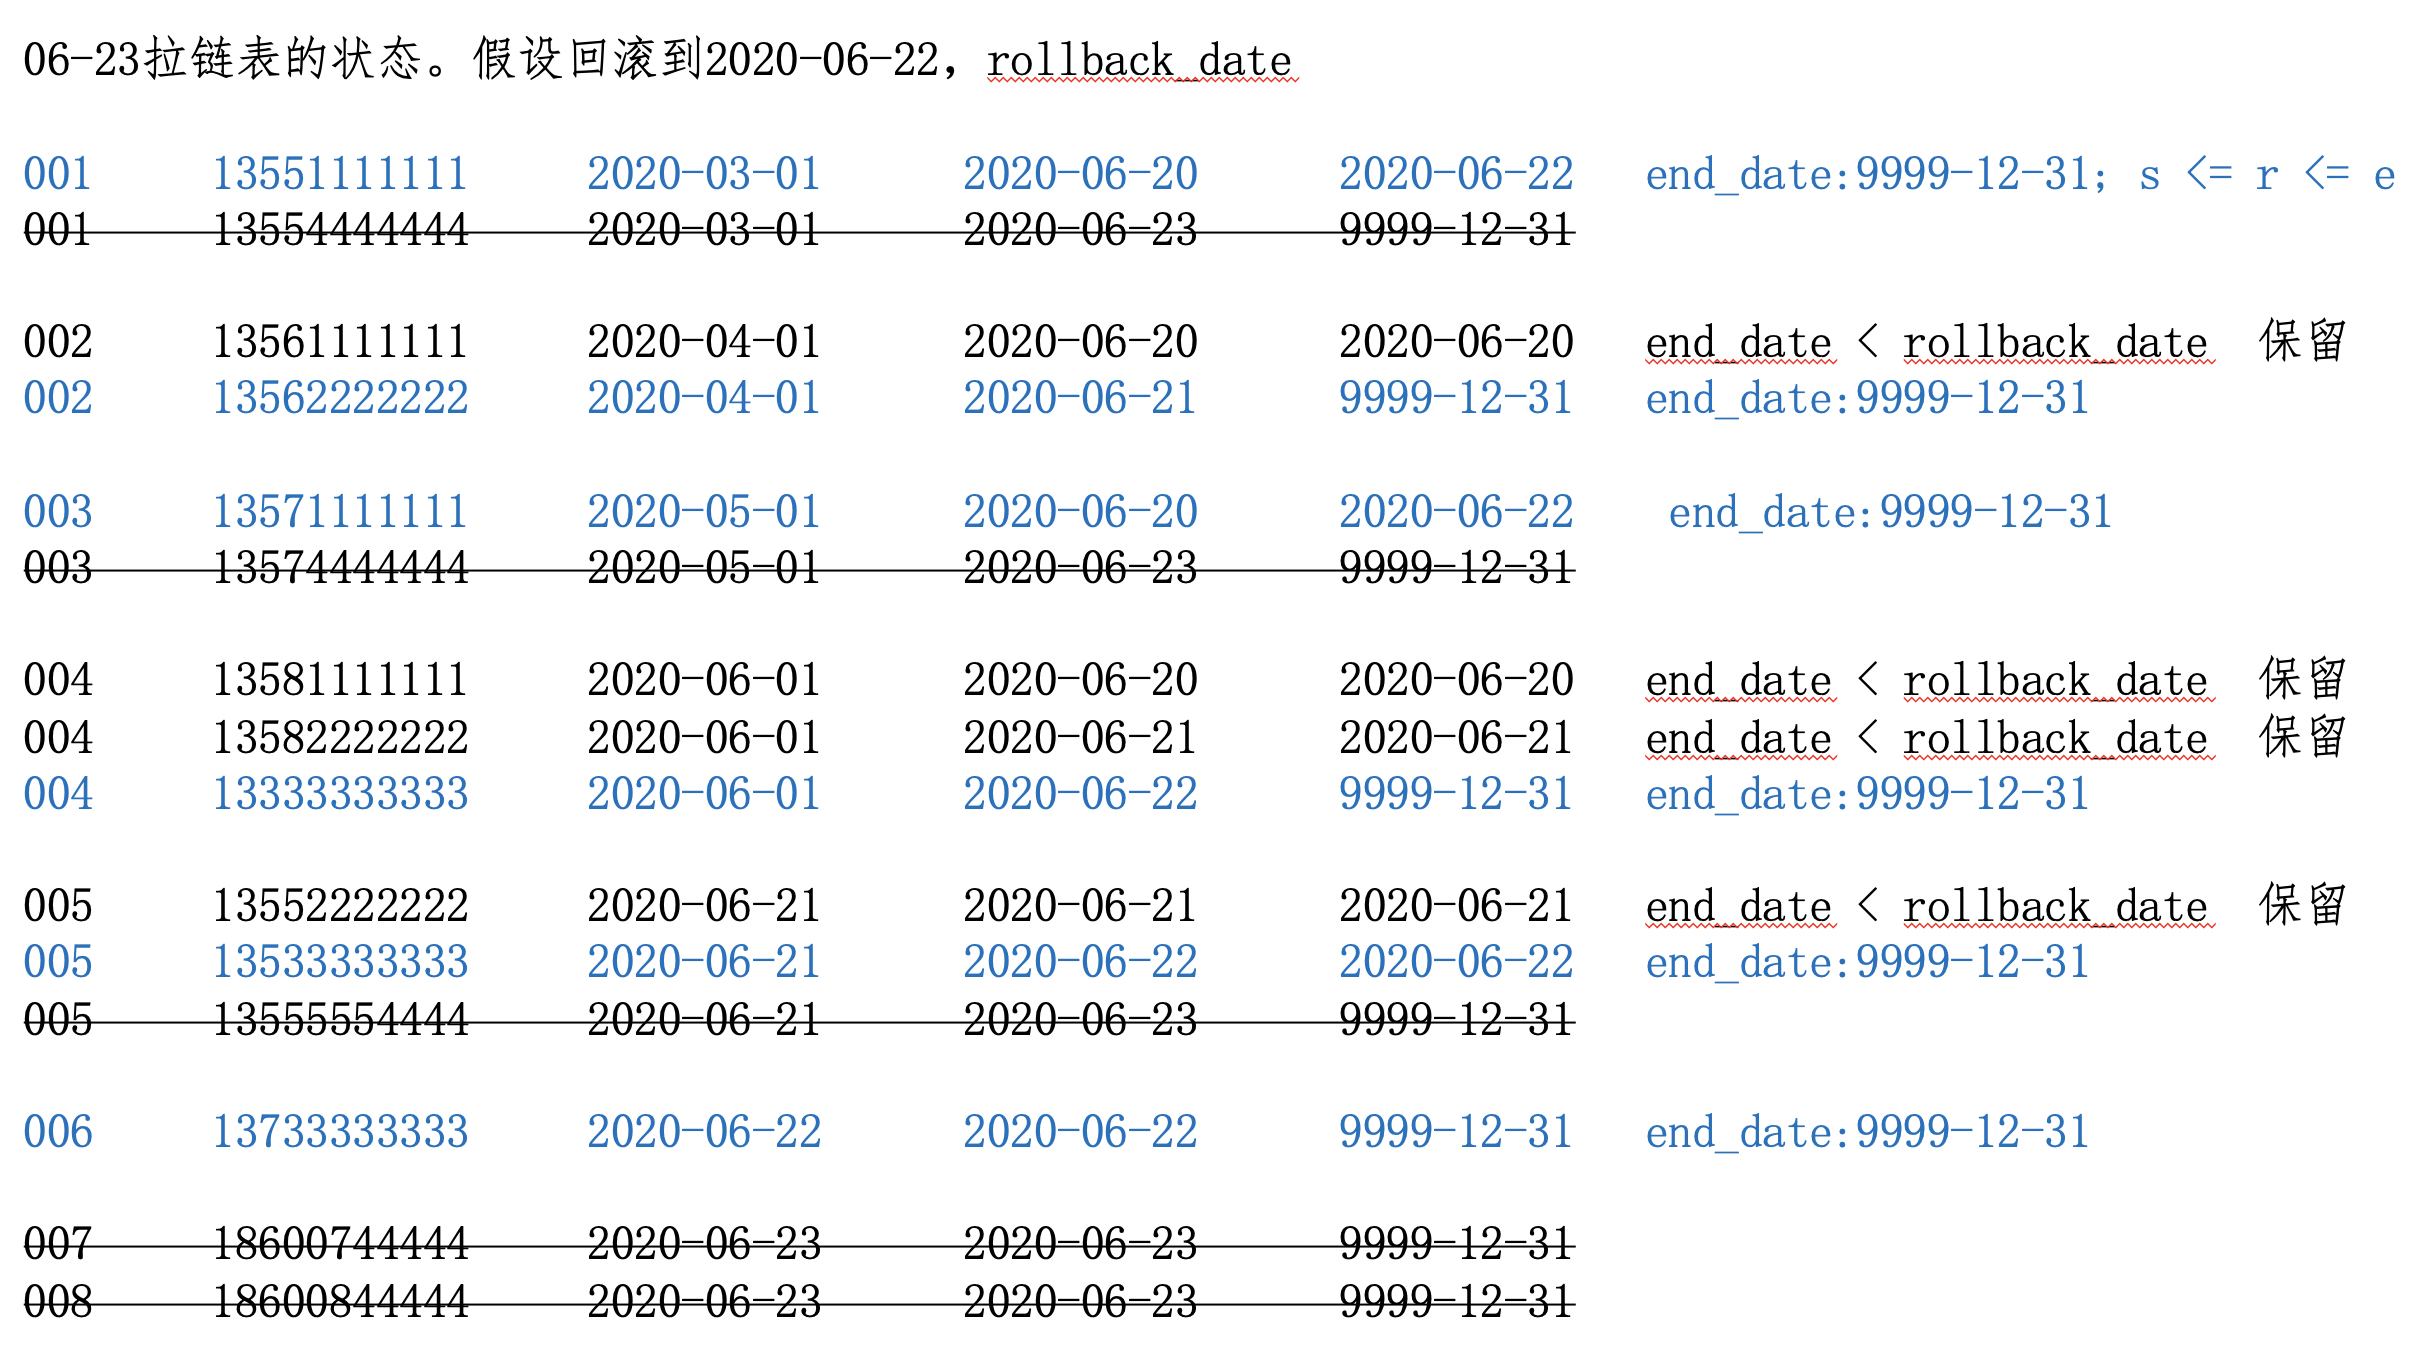 06-23拉链表的状态。假设回滚到2020-06-22，rollback_date
001 13551111111 2020-03-01 2020-06-20 2020-06-22 end_date:9999-12-31; s <= r <= e
001 13554444444 2020-03-01 2020-06-23 9999-12-31
002 13561111111 2020-04-01 2020-06-20 2020-06-20 end_date < rollback_date 保留
002 13562222222 2020-04-01 2020-06-21 9999-12-31 end_date:9999-12-31
003 13571111111 2020-05-01 2020-06-20 2020-06-22 end_date:9999-12-31
003 13574444444 2020-05-01 2020-06-23 9999-12-31
004 13581111111 2020-06-01 2020-06-20 2020-06-20 end_date < rollback_date 保留
004 13582222222 2020-06-01 2020-06-21 2020-06-21 end_date < rollback_date 保留
004 13333333333 2020-06-01 2020-06-22 9999-12-31 end_date:9999-12-31
005 13552222222 2020-06-21 2020-06-21 2020-06-21 end_date < rollback_date 保留
005 13533333333 2020-06-21 2020-06-22 2020-06-22 end_date:9999-12-31
005 13555554444 2020-06-21 2020-06-23 9999-12-31
006 13733333333 2020-06-22 2020-06-22 9999-12-31 end_date:9999-12-31
007 18600744444 2020-06-23 2020-06-23 9999-12-31
008 18600844444 2020-06-23 2020-06-23 9999-12-31